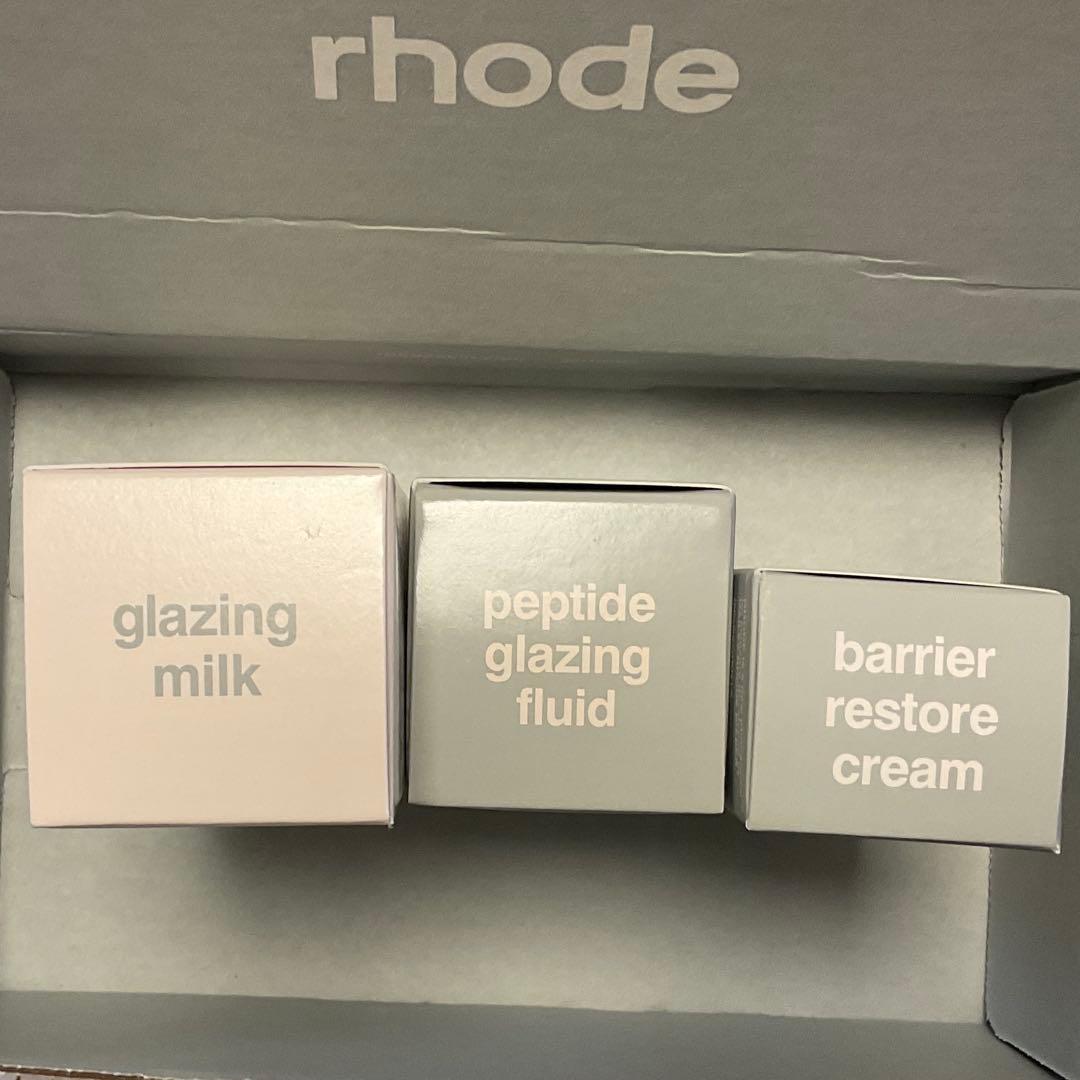 rhode
glazing
milk
peptide
glazing
fluid
barrier
restore
cream